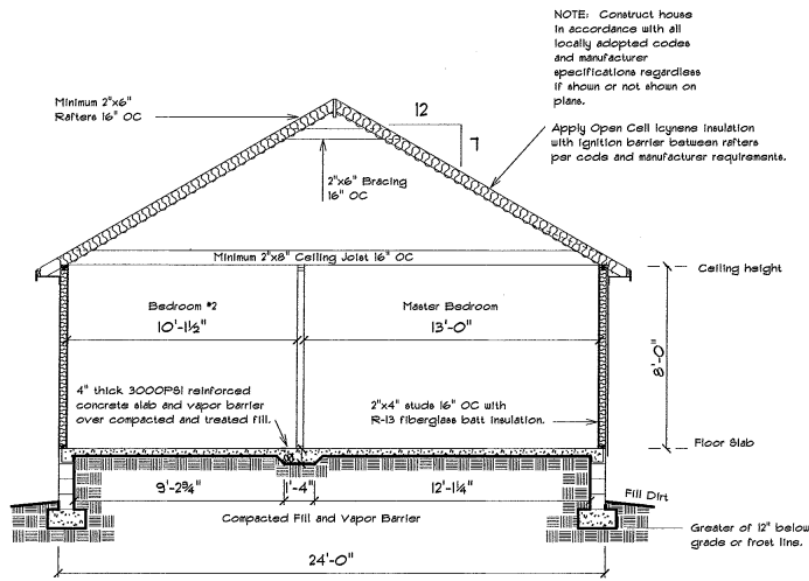 NOTE: Construct house
in accordance with all
locally adopted codes
and manufacturer
specifications regardless
if shown or not shown on
plans.
Minimum 2"x6"
Rafters 16" OC
12
7
Apply Open Cell Icynene insulation
with ignition barrier between rafters
per code and manufacturer requirements.
2"x6" Bracing
16" OC
Minimum 2"x8" Ceiling Joist 16" OC
Ceiling height
Bedroom #2
10'-1½"
Master Bedroom
13'-0"
8'-0"
4" thick 3000PSI reinforced
concrete slab and vapor barrier
over compacted and treated fill.
2"x4" studs 16" OC with
R-13 fiberglass batt insulation.
Floor Slab
9'-2¾"
1'-4"
12'-1¼"
Fill Dirt
Compacted Fill and Vapor Barrier
Greater of 12" below
grade or frost line.
24'-0"